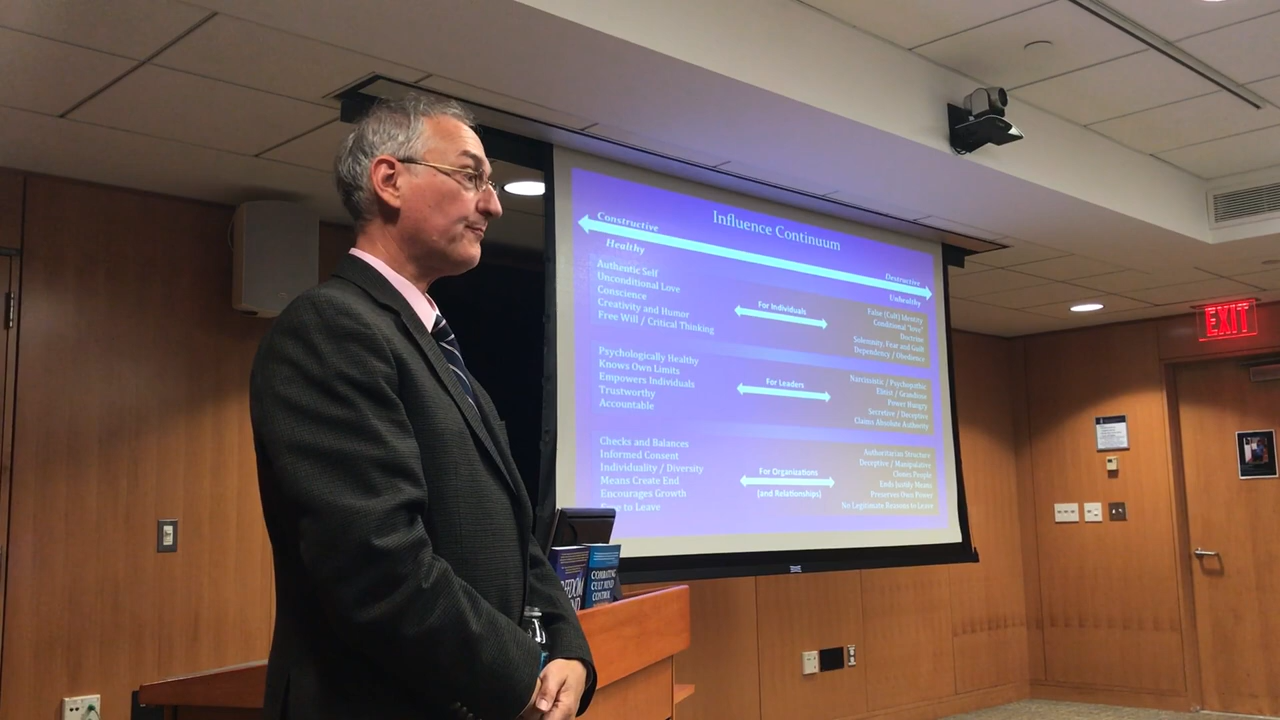 Influence Continuum
Constructive
Healthy
Destructive
Unhealthy
Authentic Self
Unconditional Love
Conscience
Creativity and Humor
Free Will / Critical Thinking
For Individuals
False (Cult) Identity
Conditional "love"
Doctrine
Solemnity, Fear and Guilt
Dependency / Obedience
Psychologically Healthy
Knows Own Limits
Empowers Individuals
Trustworthy
Accountable
For Leaders
Narcissistic / Psychopathic
Elitist / Grandiose
Power Hungry
Secretive / Deceptive
Claims Absolute Authority
Checks and Balances
Informed Consent
Individuality / Diversity
Means Create End
Encourages Growth
Free to Leave
For Organizations
(and Relationships)
Authoritarian Structure
Deceptive / Manipulative
Clones People
Ends Justify Means
Preserves Own Power
No Legitimate Reasons to Leave
EXIT
COMBATING
CULT MIND
CONTROL